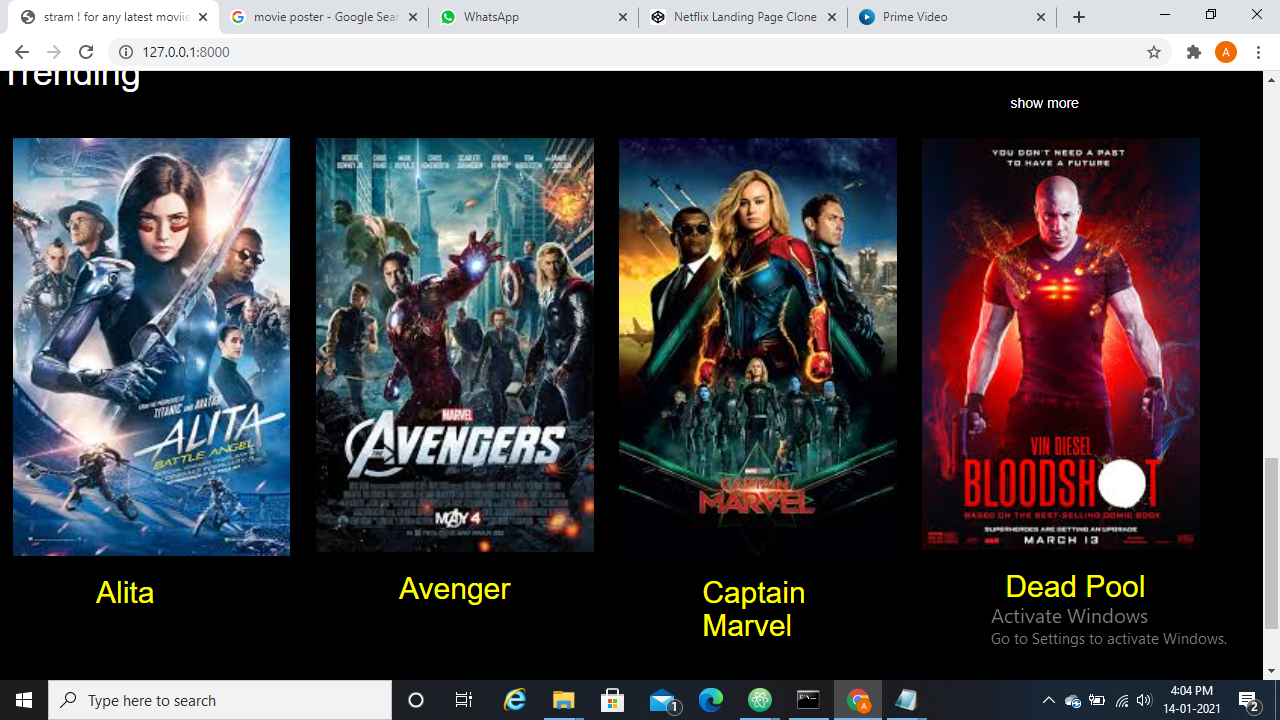 stram ! for any latest moviie
movie poster - Google Sear
WhatsApp
Netflix Landing Page Clone
Prime Video
127.0.0.1:8000
A
Trending
show more
FROM THE PRODUCERS OF
TITANIC AND AVATAR
ALITA
BATTLE ANGEL
MARVEL
AVENGERS
MAY 4
CAPTAIN
MARVEL
YOU DON'T NEED A PAST
TO HAVE A FUTURE
VIN DIESEL
BLOODSHOT
BASED ON THE BEST-SELLING COMIC BOOK
SUPERHEROES ARE GETTING AN UPGRADE
MARCH 13
Alita
Avenger
Captain
Marvel
Dead Pool
Activate Windows
Go to Settings to activate Windows.
Type here to search
1
A
4:04 PM
14-01-2021
2